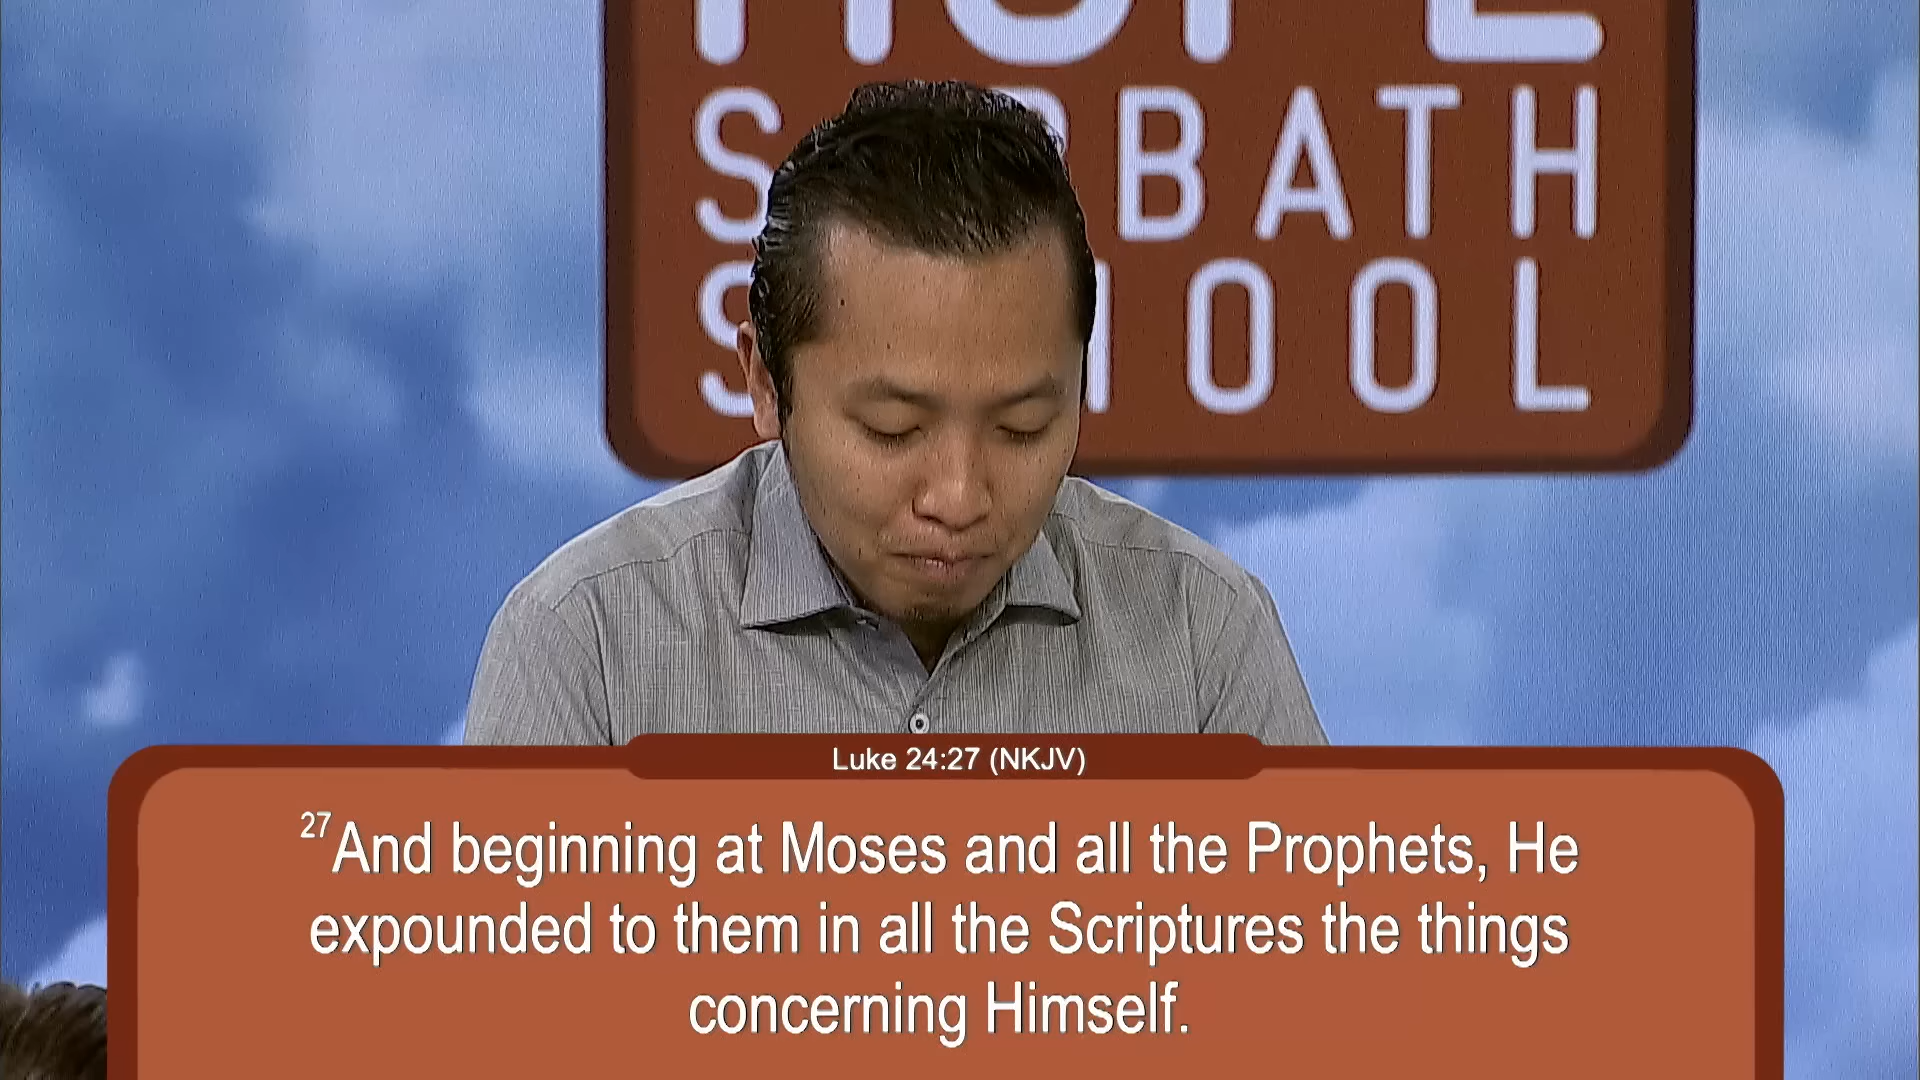 HOPE
SABBATH
SCHOOL
Luke 24:27 (NKJV)
27And beginning at Moses and all the Prophets, He
expounded to them in all the Scriptures the things
concerning Himself.